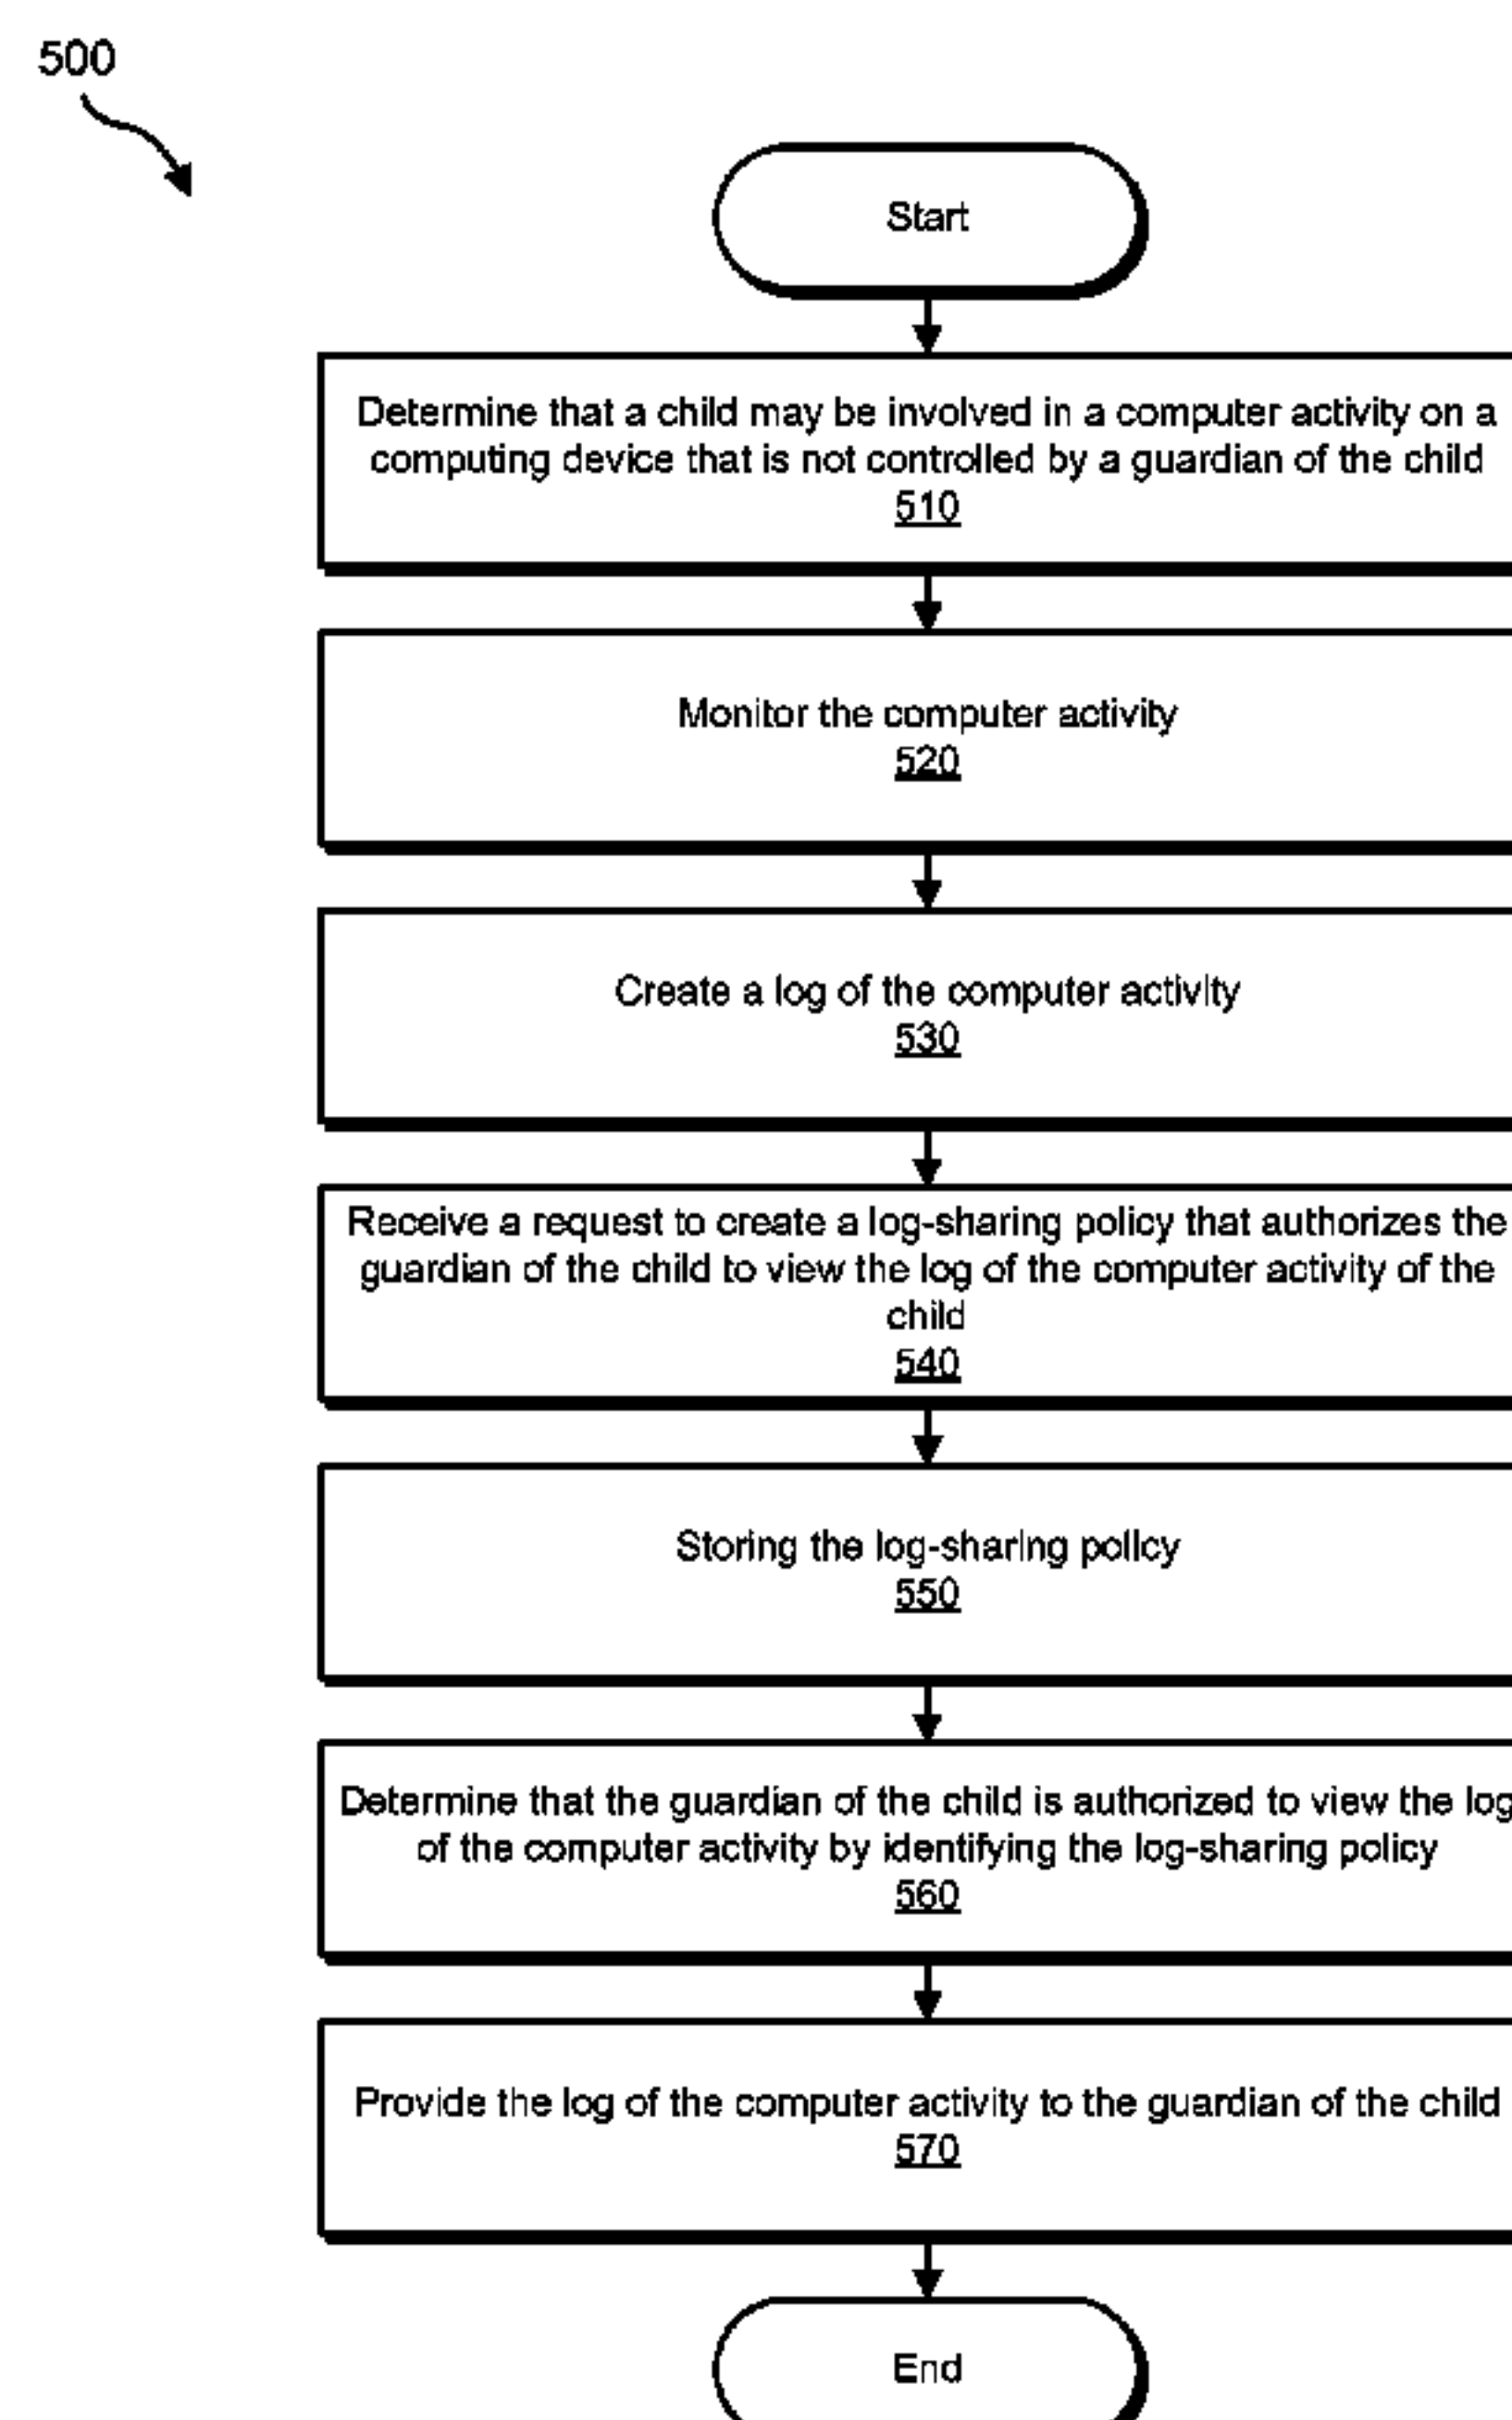 500
Start
Determine that a child may be involved in a computer activity on a
computing device that is not controlled by a guardian of the child
510
Monitor the computer activity
520
Create a log of the computer activity
530
Receive a request to create a log-sharing policy that authorizes the
guardian of the child to view the log of the computer activity of the
child
540
Storing the log-sharing policy
550
Determine that the guardian of the child is authorized to view the log
of the computer activity by identifying the log-sharing policy
560
Provide the log of the computer activity to the guardian of the child
570
End